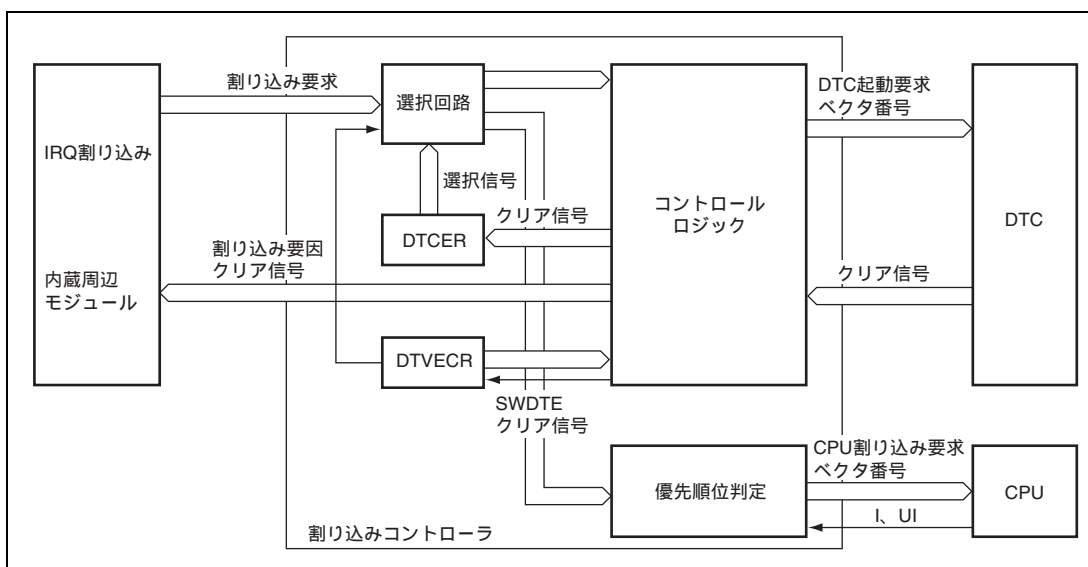 割り込み要求
選択回路
DTC起動要求
ベクタ番号
IRQ割り込み
選択信号
クリア信号
コントロール
ロジック
DTC
DTCER
割り込み要因
クリア信号
内蔵周辺
モジュール
クリア信号
DTVECR
SWDTE
クリア信号
CPU割り込み要求
ベクタ番号
優先順位判定
CPU
I、UI
割り込みコントローラ